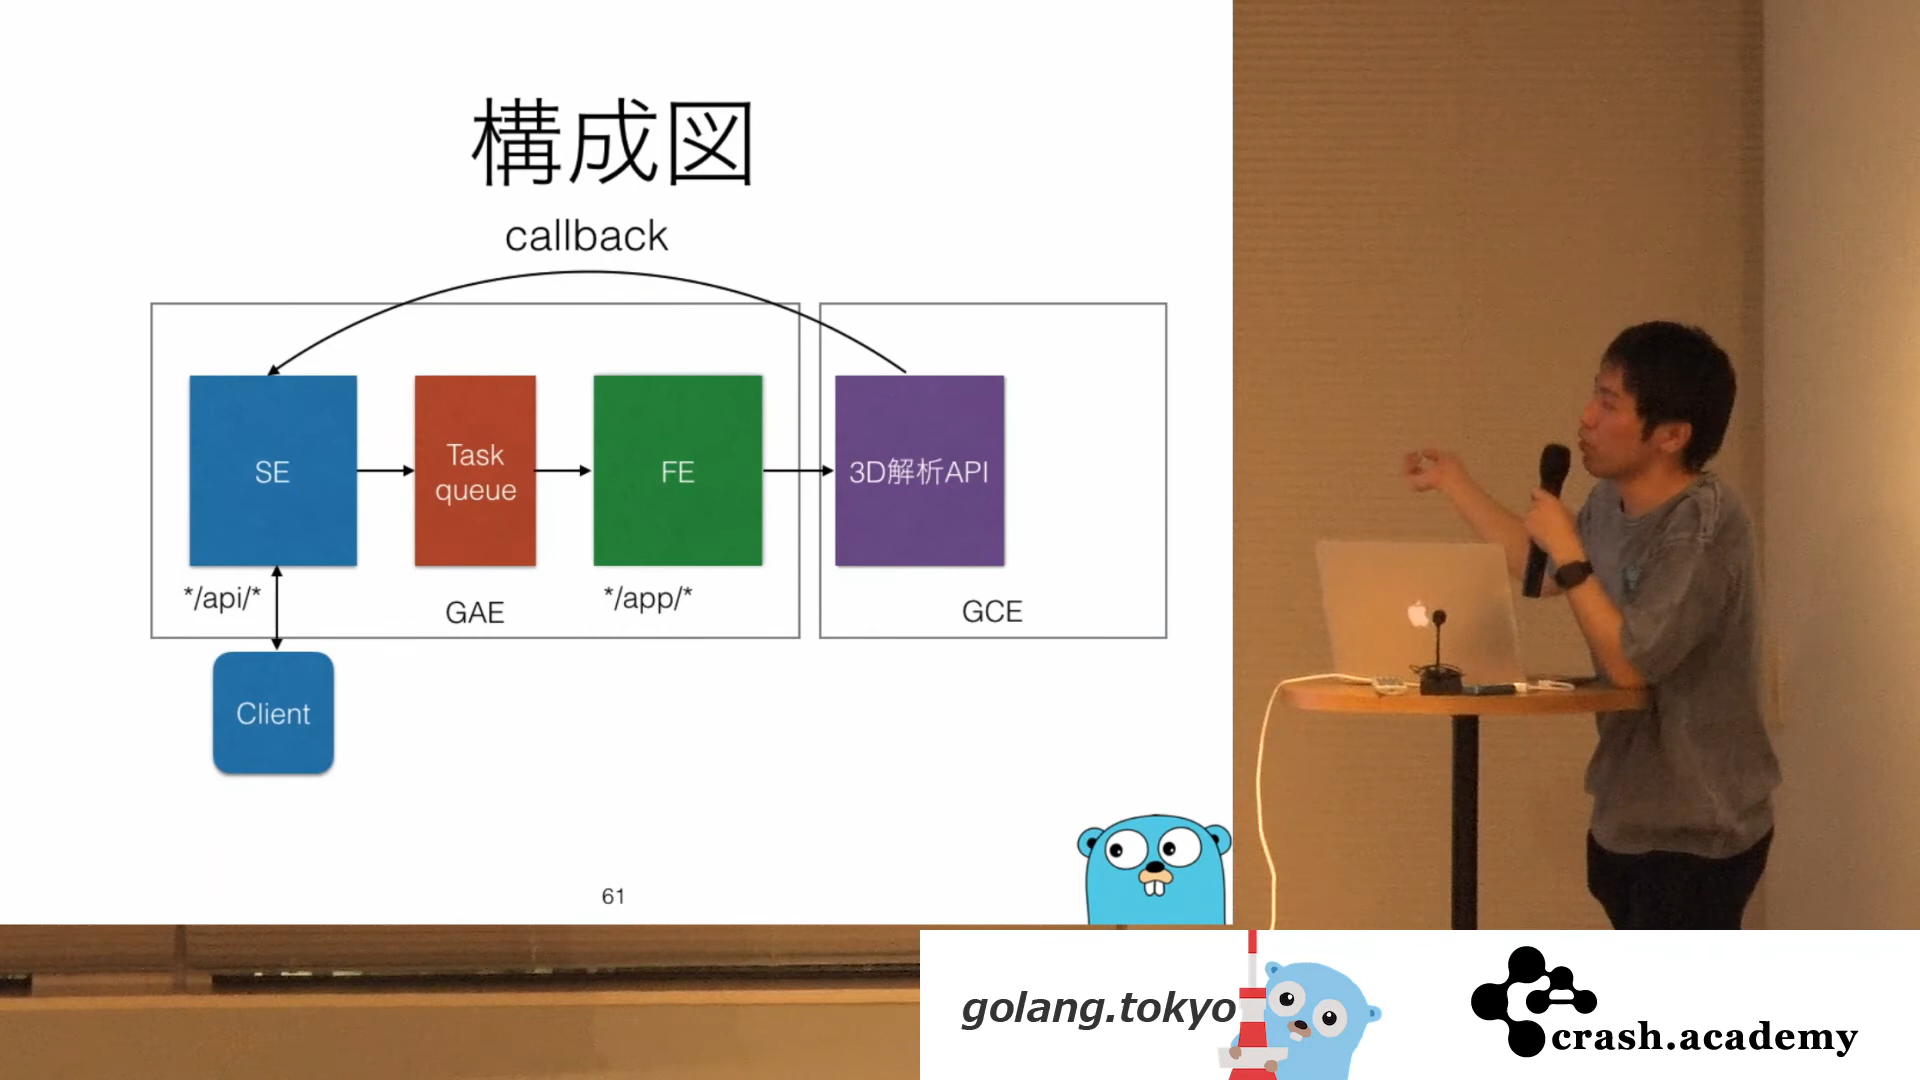 構成図
callback
SE
Task
queue
FE
3D解析API
*/api/*
GAE
*/app/*
GCE
Client
61
golang.tokyo
crash.academy